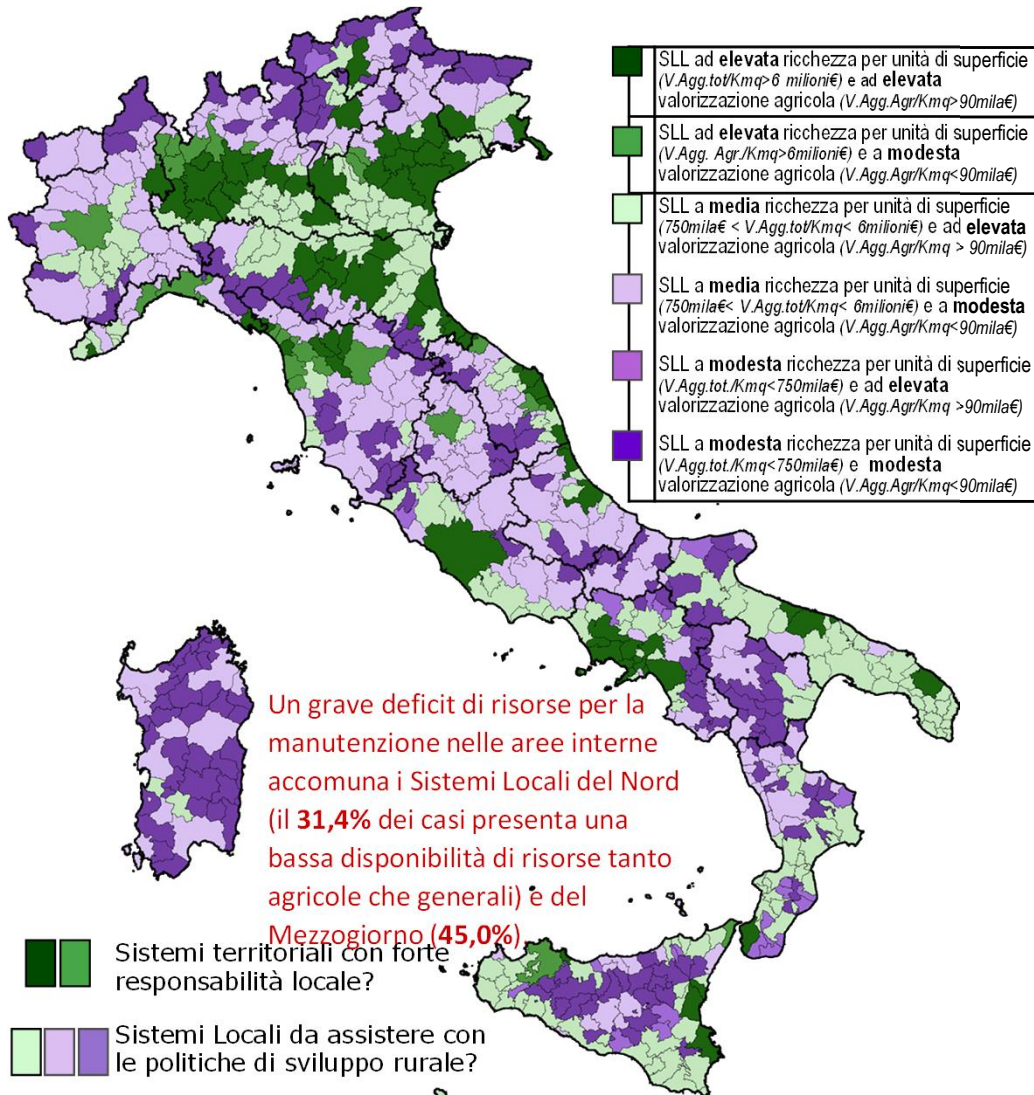 SLL ad elevata ricchezza per unità di superficie
(V.Agg.tot/Kmq>6 milioni€) e ad elevata
valorizzazione agricola (V.Agg.Agr/Kmq>90mila€)
SLL ad elevata ricchezza per unità di superficie
(V.Agg. Agr./Kmq>6milioni€) e a modesta
valorizzazione agricola (V.Agg.Agr/Kmq<90mila€)
SLL a media ricchezza per unità di superficie
(750mila€ < V.Agg.tot/Kmq< 6milioni€) e ad elevata
valorizzazione agricola (V.Agg.Agr/Kmq > 90mila€)
SLL a media ricchezza per unità di superficie
(750mila€< V.Agg.tot/Kmq< 6milioni€) e a modesta
valorizzazione agricola (V.Agg.Agr/Kmq<90mila€)
SLL a modesta ricchezza per unità di superficie
(V.Agg.tot./Kmq<750mila€) e ad elevata
valorizzazione agricola (V.Agg.Agr/Kmq >90mila€)
SLL a modesta ricchezza per unità di superficie
(V.Agg.tot./Kmq<750mila€) e modesta
valorizzazione agricola (V.Agg.Agr/Kmq<90mila€)
Un grave deficit di risorse per la
manutenzione nelle aree interne
accomuna i Sistemi Locali del Nord
(il 31,4% dei casi presenta una
bassa disponibilità di risorse tanto
agricole che generali) e del
Mezzogiorno (45,0%).
Sistemi territoriali con forte
responsabilità locale?
Sistemi Locali da assistere con
le politiche di sviluppo rurale?